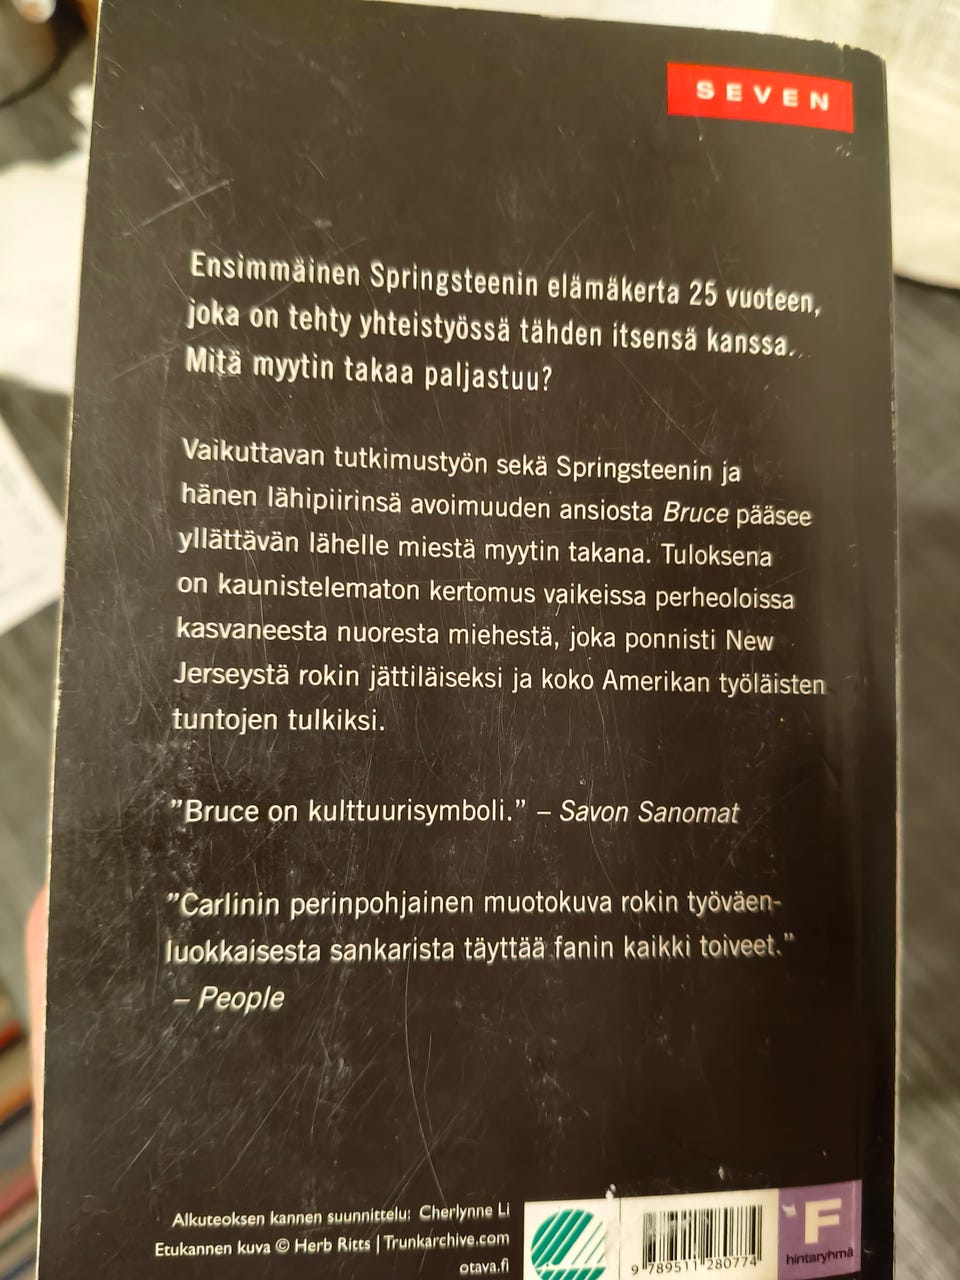 SEVEN
Ensimmäinen Springsteenin elämäkerta 25 vuoteen,
joka on tehty yhteistyössä tähden itsensä kanssa.
Mitä myytin takaa paljastuu?
Vaikuttavan tutkimustyön sekä Springsteenin ja
hänen lähipiirinsä avoimuuden ansiosta Bruce pääsee
yllättävän lähelle miestä myytin takana. Tuloksena
on kaunistelematon kertomus vaikeissa perheoloissa
kasvaneesta nuoresta miehestä, joka ponnisti New
Jerseystä rokin jättiläiseksi ja koko Amerikan työläisten
tuntojen tulkiksi.
"Bruce on kulttuurisymboli." – Savon Sanomat
"Carlinin perinpohjainen muotokuva rokin työväen-
luokkaisesta sankarista täyttää fanin kaikki toiveet."
– People
Alkuteoksen kannen suunnittelu: Cherlynne Li
Etukannen kuva © Herb Ritts | Trunkarchive.com
otava.fi
9 789511 280774
F
hintaryhmä